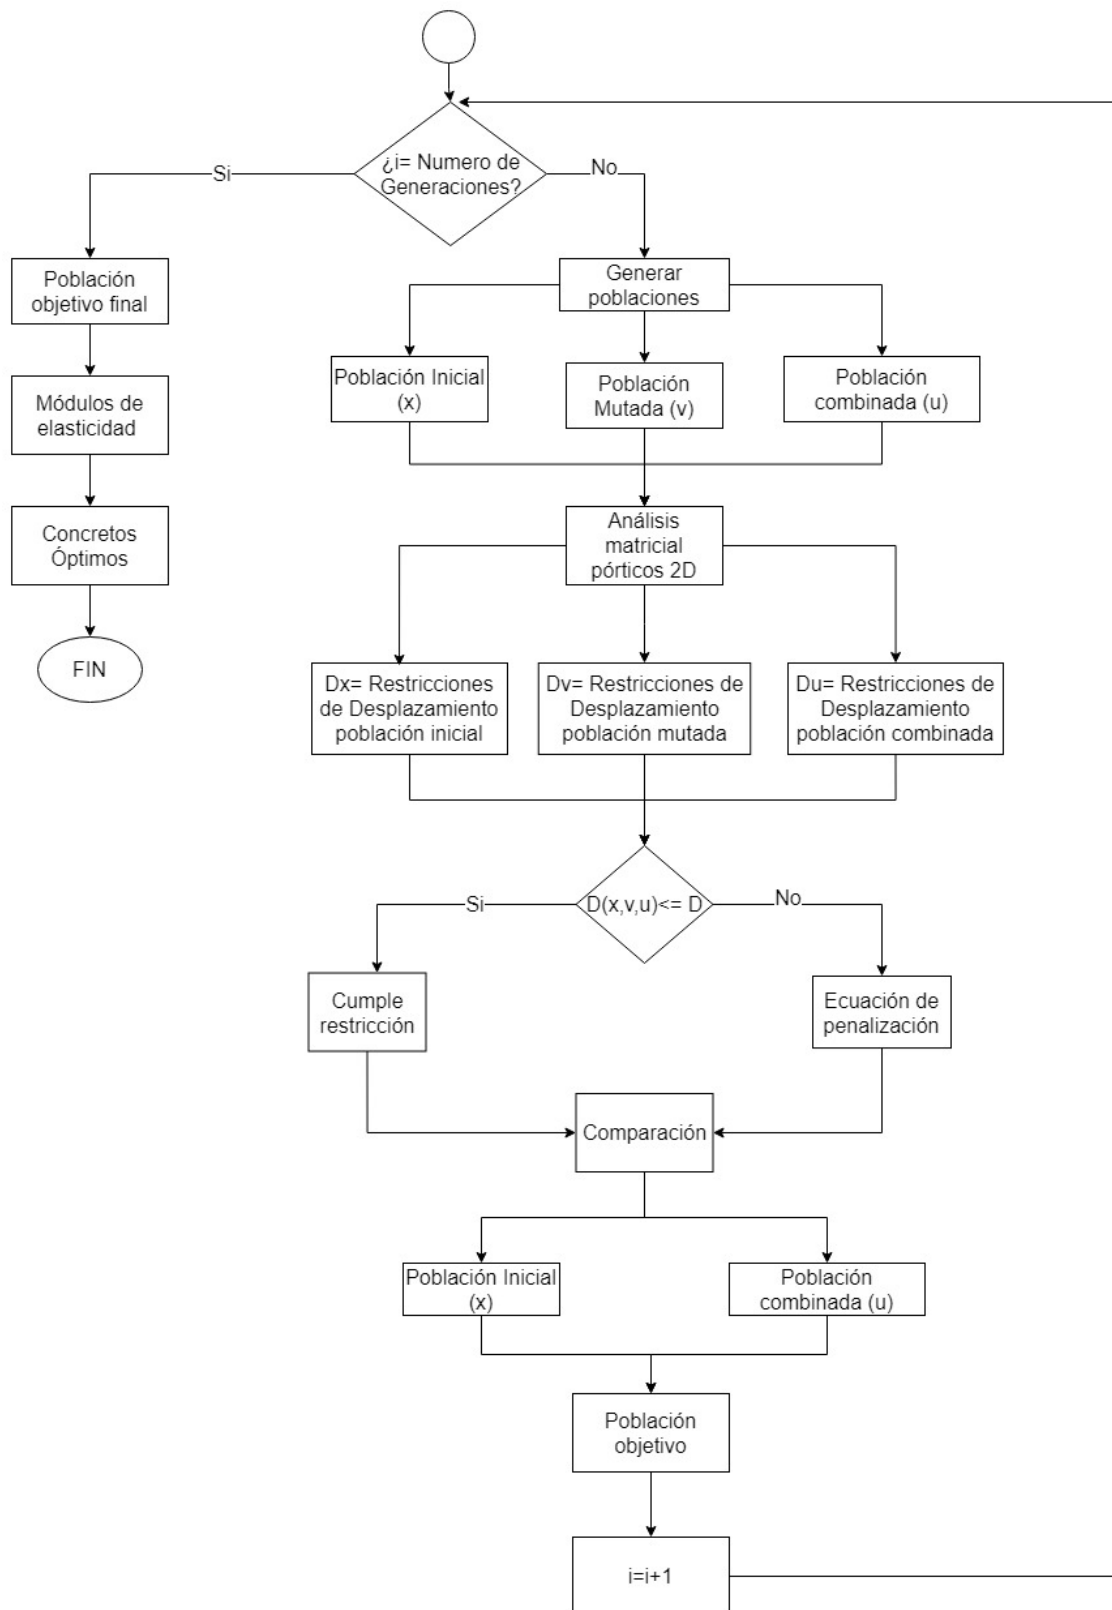 ¿i= Numero de
Generaciones?
Si
No
Población
objetivo final
Módulos de
elasticidad
Concretos
Óptimos
FIN
Generar
poblaciones
Población Inicial
(x)
Población
Mutada (v)
Población
combinada (u)
Análisis
matricial
pórticos 2D
Dx= Restricciones
de Desplazamiento
población inicial
Dv= Restricciones de
Desplazamiento
población mutada
Du= Restricciones de
Desplazamiento
población combinada
D(x,v,u)<= D
Si
No
Cumple
restricción
Ecuación de
penalización
Comparación
Población Inicial
(x)
Población
combinada (u)
Población
objetivo
i=i+1